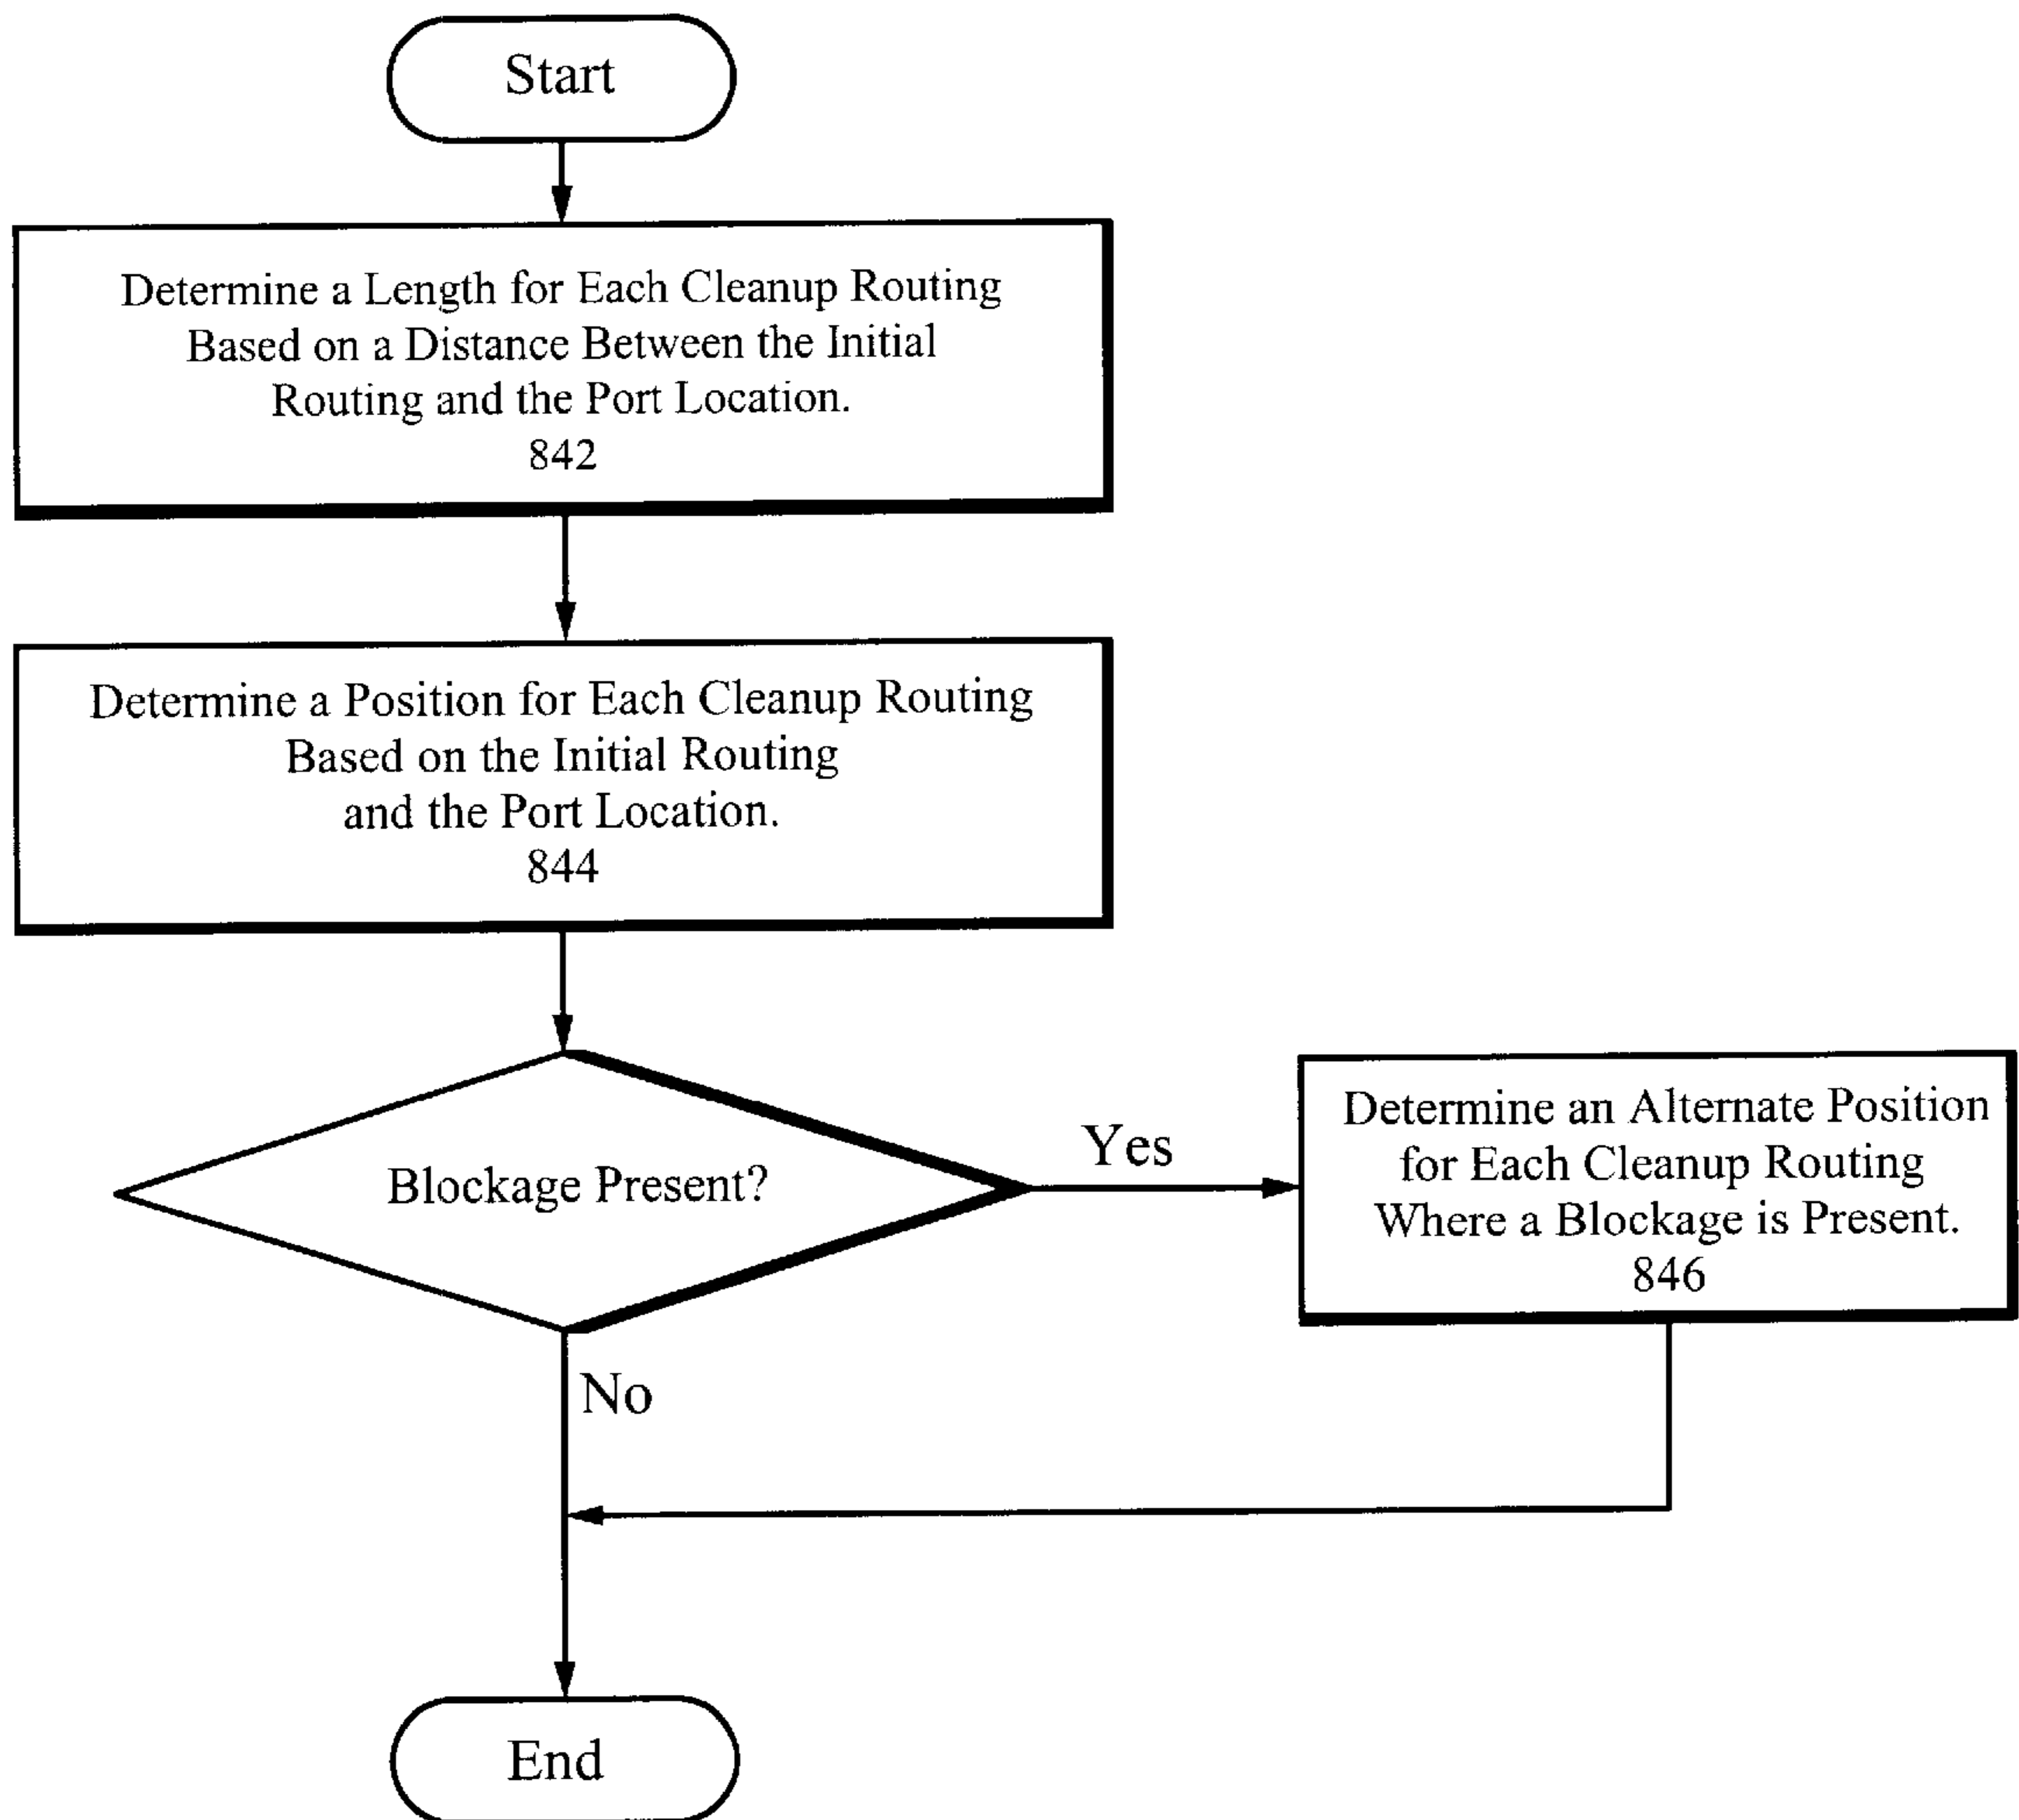 Start
Determine a Length for Each Cleanup Routing
Based on a Distance Between the Initial
Routing and the Port Location.
842
Determine a Position for Each Cleanup Routing
Based on the Initial Routing
and the Port Location.
844
Blockage Present?
Yes
Determine an Alternate Position
for Each Cleanup Routing
Where a Blockage is Present.
846
No
End